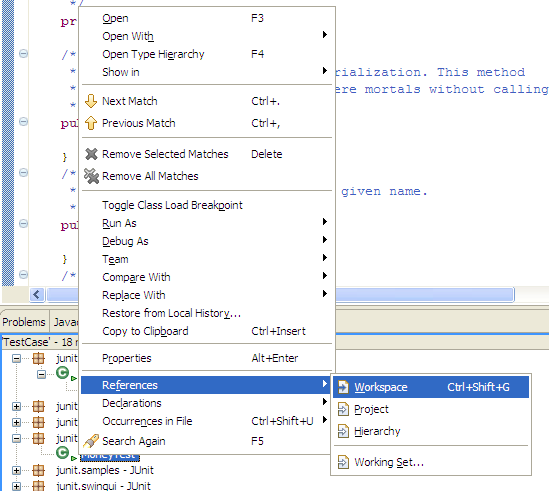 */
pr
Open F3
Open With
Open Type Hierarchy F4
Show in
/*
* rialization. This method
* ere mortals without calling
*
Next Match Ctrl+.
Previous Match Ctrl+,
pu
Remove Selected Matches Delete
}
Remove All Matches
/*
* given name.
*
Toggle Class Load Breakpoint
Run As
pu
Debug As
Team
}
Compare With
/*
Replace With
Restore from Local History...
Problems Javad
Copy to Clipboard Ctrl+Insert
'TestCase' - 18 r
Properties Alt+Enter
junit
References
Workspace Ctrl+Shift+G
Declarations
Project
junit
Occurrences in File Ctrl+Shift+U
junit
Hierarchy
junit
Search Again F5
MoneyTest
Working Set...
junit.samples - JUnit
junit.swingui - JUnit